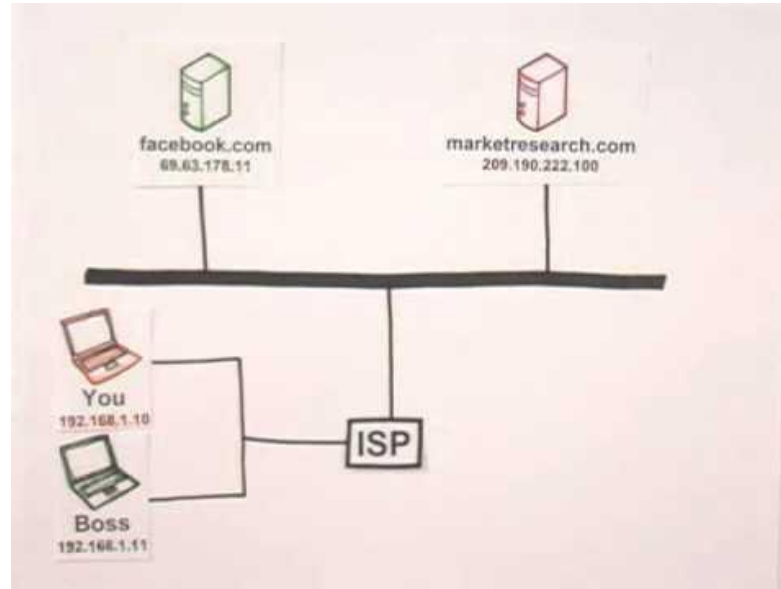 facebook.com
69.63.178.11
marketresearch.com
209.190.222.100
You
192.168.1.10
ISP
Boss
192.168.1.11